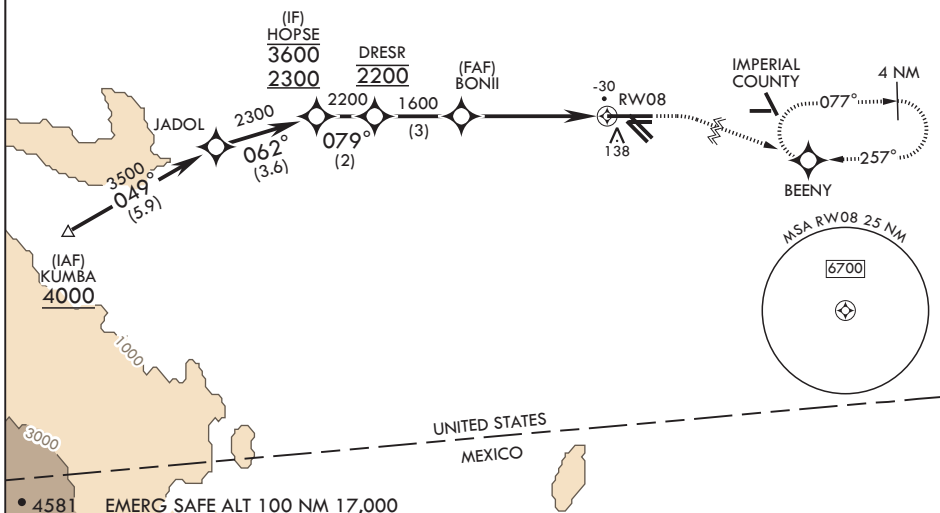 (IF)
HOPSE
3600
2300
DRESR
2200
(FAF)
BONII
-30
RW08
138
IMPERIAL
COUNTY
4 NM
077°
257°
BEENY
JADOL
2300
062°
(3.6)
2200
079°
(2)
1600
(3)
3500
049°
(5.9)
(IAF)
KUMBA
4000
MSA RW08 25 NM
6700
1000
3000
UNITED STATES
MEXICO
4581
EMERG SAFE ALT 100 NM 17,000